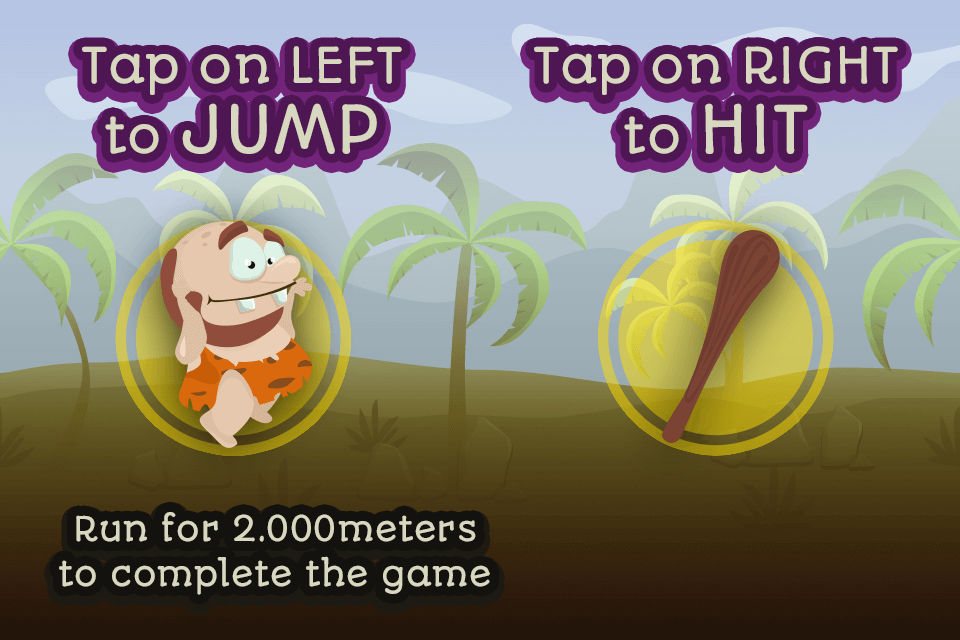 Tap on LEFT
to JUMP
Tap on RIGHT
to HIT
Run for 2.000meters
to complete the game